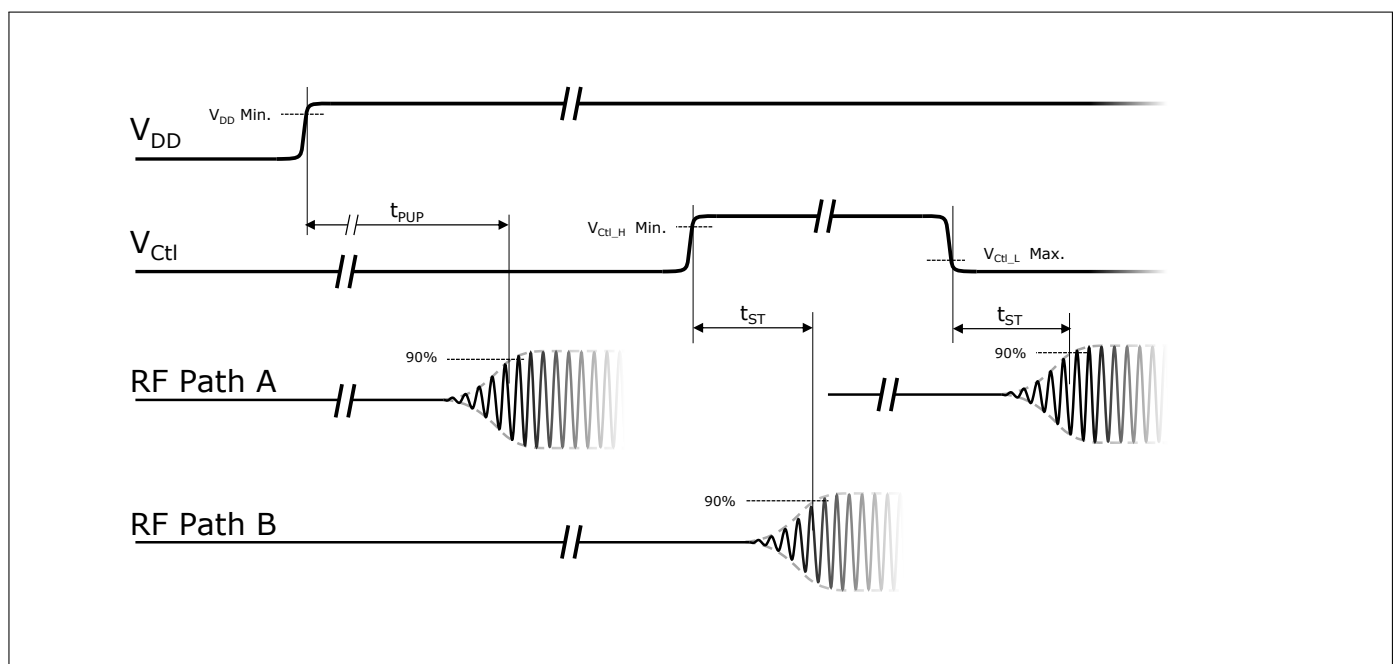 V_DD Min.
V_DD
t_PUP
V_Ctl_H Min.
V_Ctl
V_Ctl_L Max.
t_ST
t_ST
90%
90%
RF Path A
90%
RF Path B